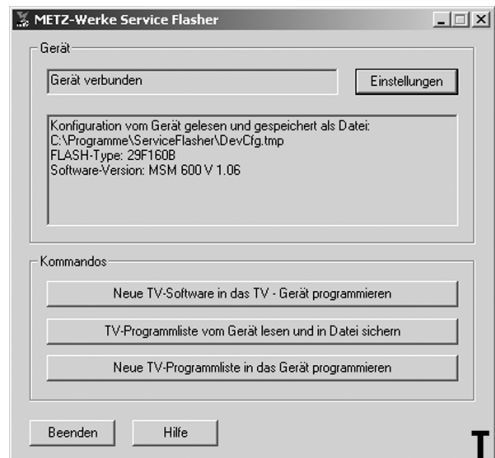 METZ-Werke Service Flasher
Gerät
Gerät verbunden
Einstellungen
Konfiguration vom Gerät gelesen und gespeichert als Datei:
C:\Programme\ServiceFlasher\DevCfg.tmp
FLASH-Type: 29F160B
Software-Version: MSM 600 V 1.06
Kommandos
Neue TV-Software in das TV - Gerät programmieren
TV-Programmliste vom Gerät lesen und in Datei sichern
Neue TV-Programmliste in das Gerät programmieren
Beenden
Hilfe
T